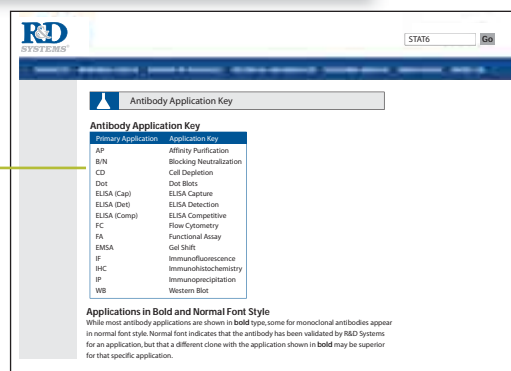 R&D
SYSTEMS
STAT6 Go
Antibody Application Key
Antibody Application Key
Primary Application Application Key
AP Affinity Purification
B/N Blocking Neutralization
CD Cell Depletion
Dot Dot Blots
ELISA (Cap) ELISA Capture
ELISA (Det) ELISA Detection
ELISA (Comp) ELISA Competitive
FC Flow Cytometry
FA Functional Assay
EMSA Gel Shift
IF Immunofluorescence
IHC Immunohistochemistry
IP Immunoprecipitation
WB Western Blot
Applications in Bold and Normal Font Style
While most antibody applications are shown in bold type, some for monoclonal antibodies appear
in normal font style. Normal font indicates that the antibody has been validated by R&D Systems
for an application, but that a different clone with the application shown in bold may be superior
for that specific application.